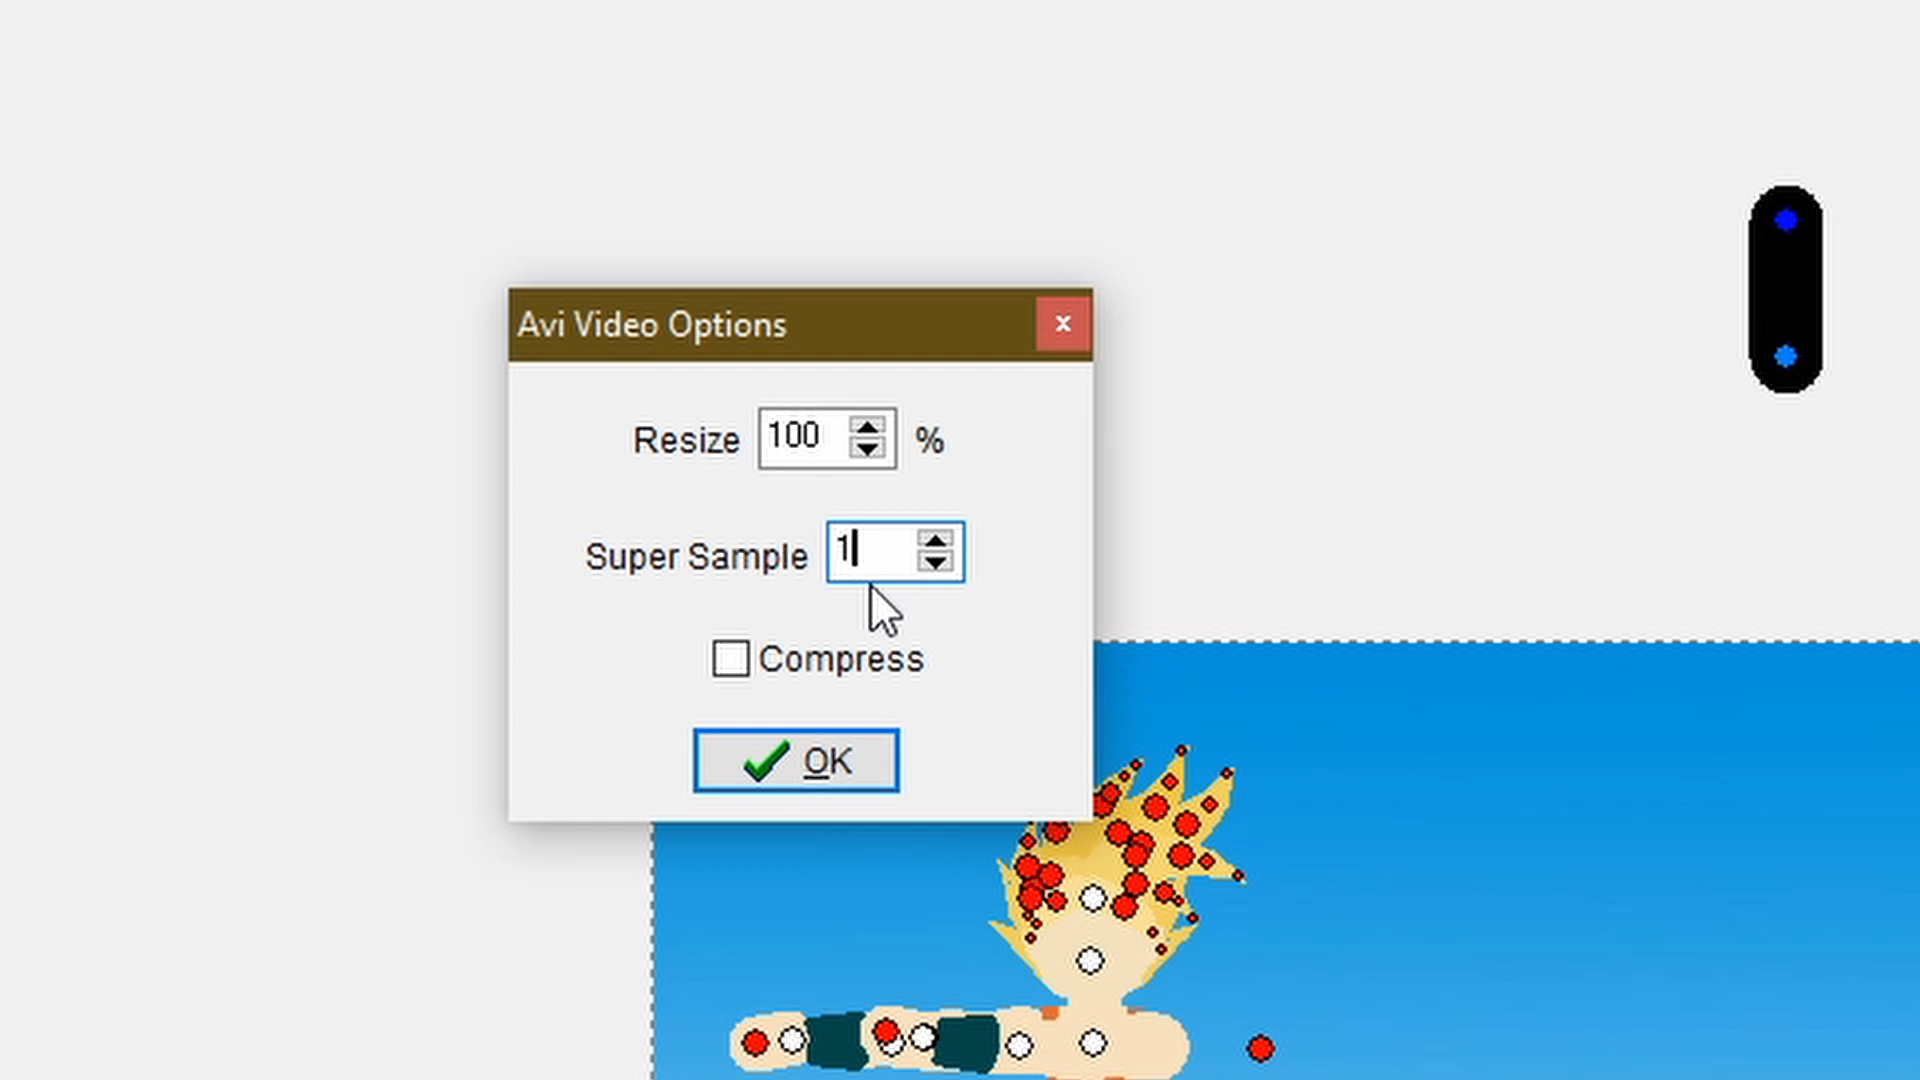 Avi Video Options
x
Resize 100 %
Super Sample 1
Compress
OK